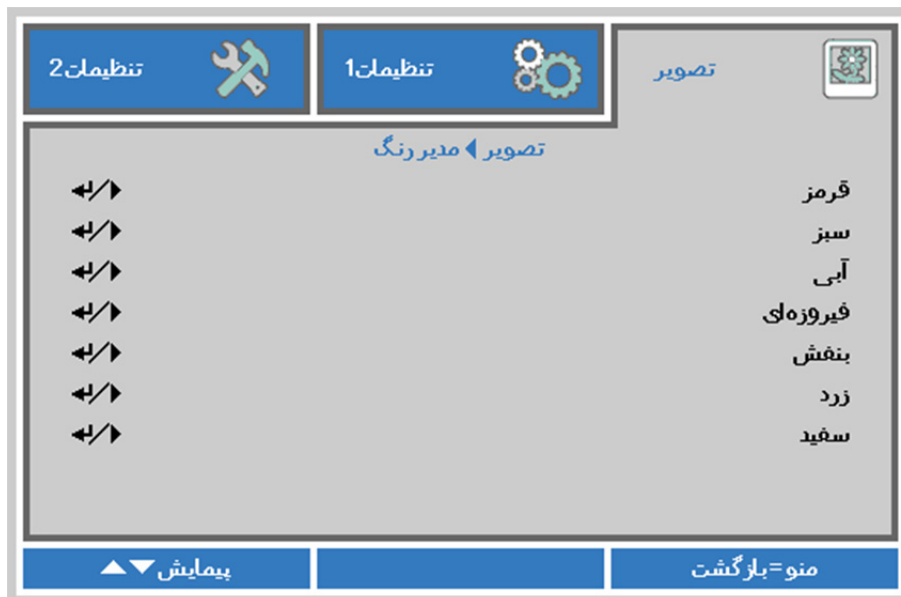 تصویر
تنظیمات1
تنظیمات2
تصویر ⏵ مدیر رنگ
قرمز
⏎/⏵
سبز
⏎/⏵
آبی
⏎/⏵
فیروزه‌ای
⏎/⏵
بنفش
⏎/⏵
زرد
⏎/⏵
سفید
⏎/⏵
منو=بازگشت
پیمایش▼▲